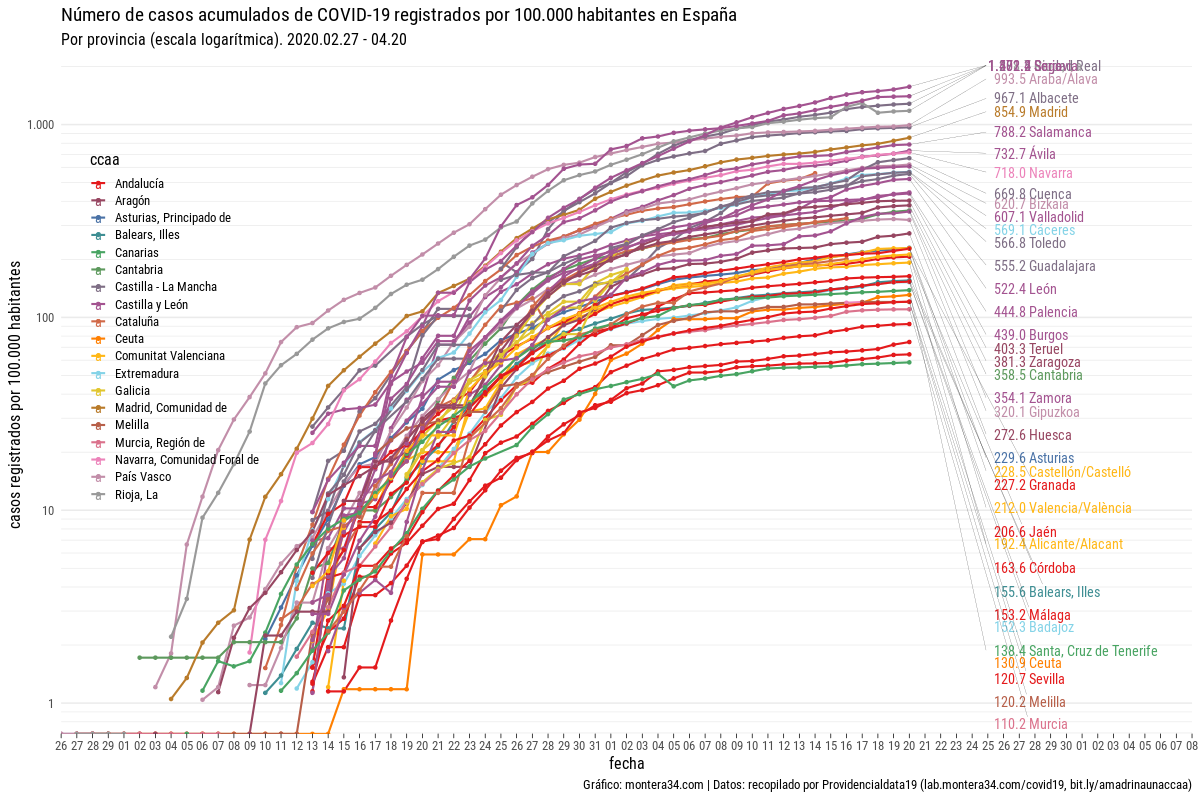 Número de casos acumulados de COVID-19 registrados por 100.000 habitantes en España
Por provincia (escala logarítmica). 2020.02.27 - 04.20
casos registrados por 100.000 habitantes
1.000
100
10
1
ccaa
Andalucía
Aragón
Asturias, Principado de
Balears, Illes
Canarias
Cantabria
Castilla - La Mancha
Castilla y León
Cataluña
Ceuta
Comunitat Valenciana
Extremadura
Galicia
Madrid, Comunidad de
Melilla
Murcia, Región de
Navarra, Comunidad Foral de
País Vasco
Rioja, La
993.5 Araba/Álava
967.1 Albacete
854.9 Madrid
788.2 Salamanca
732.7 Ávila
718.0 Navarra
669.8 Cuenca
620.7 Bizkaia
607.1 Valladolid
569.1 Cáceres
566.8 Toledo
555.2 Guadalajara
522.4 León
444.8 Palencia
439.0 Burgos
403.3 Teruel
381.3 Zaragoza
358.5 Cantabria
354.1 Zamora
320.1 Gipuzkoa
272.6 Huesca
229.6 Asturias
228.5 Castellón/Castelló
227.2 Granada
212.0 Valencia/València
206.6 Jaén
192.4 Alicante/Alacant
163.6 Córdoba
155.6 Balears, Illes
153.2 Málaga
152.3 Badajoz
138.4 Santa, Cruz de Tenerife
130.9 Ceuta
120.7 Sevilla
120.2 Melilla
110.2 Murcia
26 27 28 29 01 02 03 04 05 06 07 08 09 10 11 12 13 14 15 16 17 18 19 20 21 22 23 24 25 26 27 28 29 30 31 01 02 03 04 05 06 07 08 09 10 11 12 13 14 15 16 17 18 19 20 21 22 23 24 25 26 27 28 29 30 01 02 03 04 05 06 07 08
fecha
Gráfico: montera34.com | Datos: recopilado por Providencialdata19 (lab.montera34.com/covid19, bit.ly/amadrinaunaccaa)